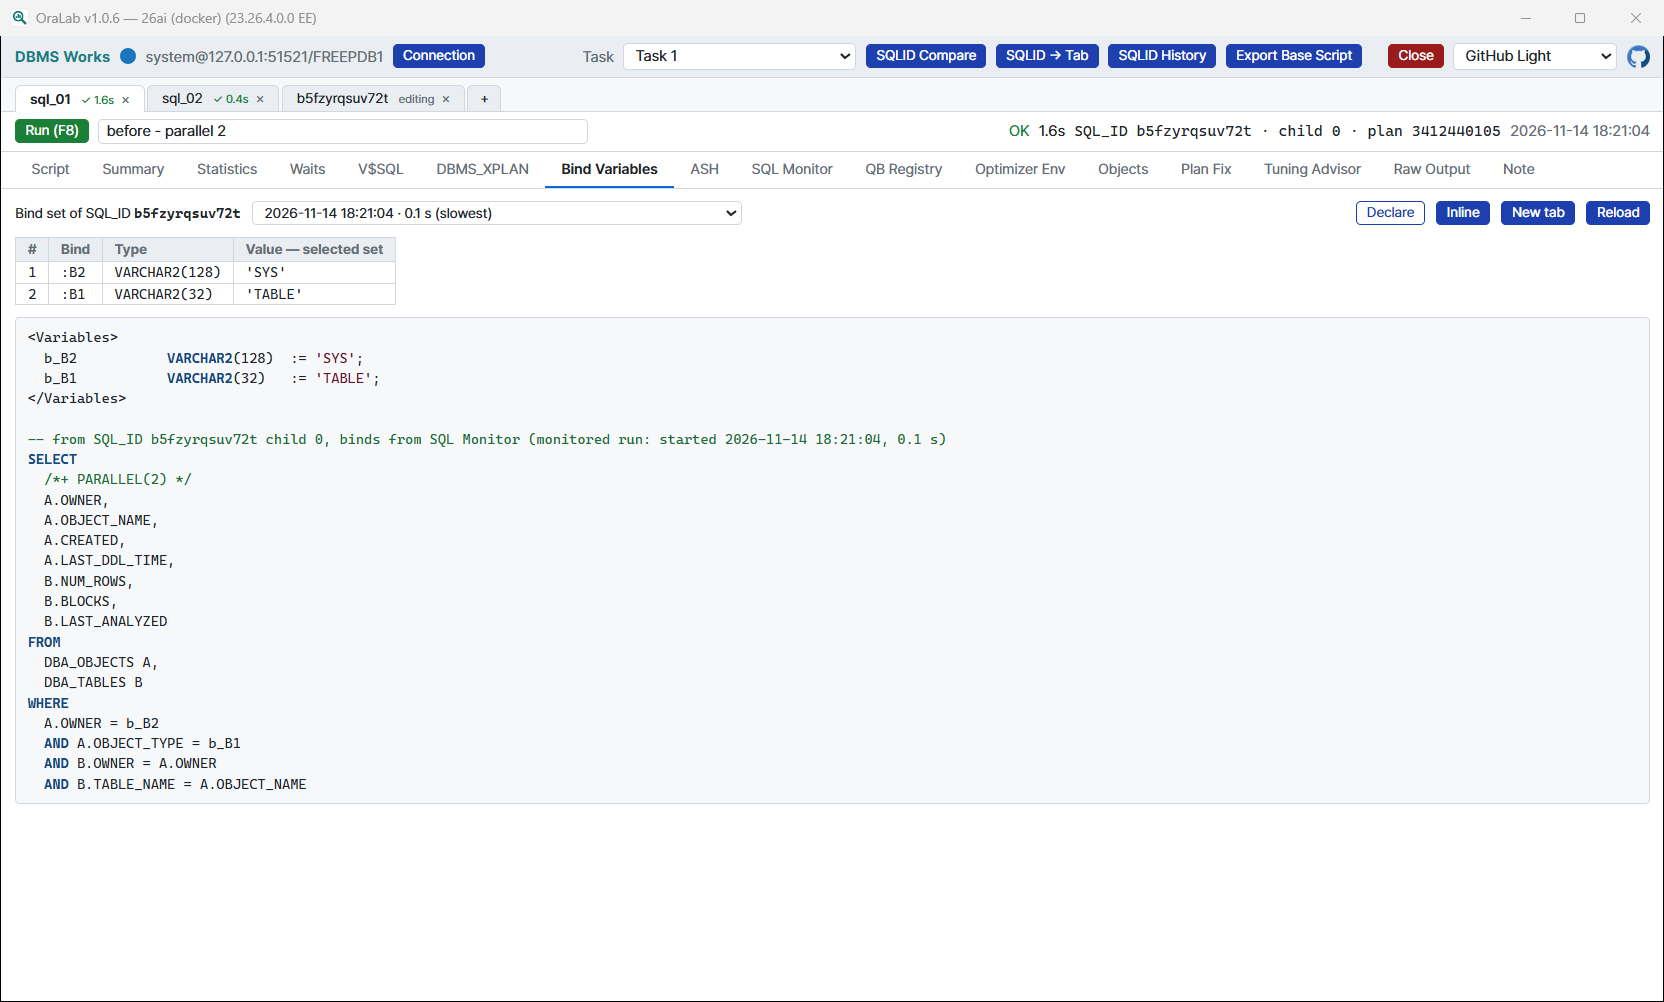 OraLab v1.0.6 — 26ai (docker) (23.26.4.0.0 EE)
DBMS Works system@127.0.0.1:51521/FREEPDB1 Connection Task Task 1 SQLID Compare SQLID → Tab SQLID History Export Base Script Close GitHub Light
sql_01 ✓ 1.6s × sql_02 ✓ 0.4s × b5fzyrqsuv72t editing × +
Run (F8) before - parallel 2 OK 1.6s SQL_ID b5fzyrqsuv72t · child 0 · plan 3412440105 2026-11-14 18:21:04
Script Summary Statistics Waits V$SQL DBMS_XPLAN Bind Variables ASH SQL Monitor QB Registry Optimizer Env Objects Plan Fix Tuning Advisor Raw Output Note
Bind set of SQL_ID b5fzyrqsuv72t 2026-11-14 18:21:04 · 0.1 s (slowest) Declare Inline New tab Reload
# Bind Type Value — selected set
1 :B2 VARCHAR2(128) 'SYS'
2 :B1 VARCHAR2(32) 'TABLE'
<Variables>
b_B2 VARCHAR2(128) := 'SYS';
b_B1 VARCHAR2(32) := 'TABLE';
</Variables>
-- from SQL_ID b5fzyrqsuv72t child 0, binds from SQL Monitor (monitored run: started 2026-11-14 18:21:04, 0.1 s)
SELECT
/*+ PARALLEL(2) */
A.OWNER,
A.OBJECT_NAME,
A.CREATED,
A.LAST_DDL_TIME,
B.NUM_ROWS,
B.BLOCKS,
B.LAST_ANALYZED
FROM
DBA_OBJECTS A,
DBA_TABLES B
WHERE
A.OWNER = b_B2
AND A.OBJECT_TYPE = b_B1
AND B.OWNER = A.OWNER
AND B.TABLE_NAME = A.OBJECT_NAME